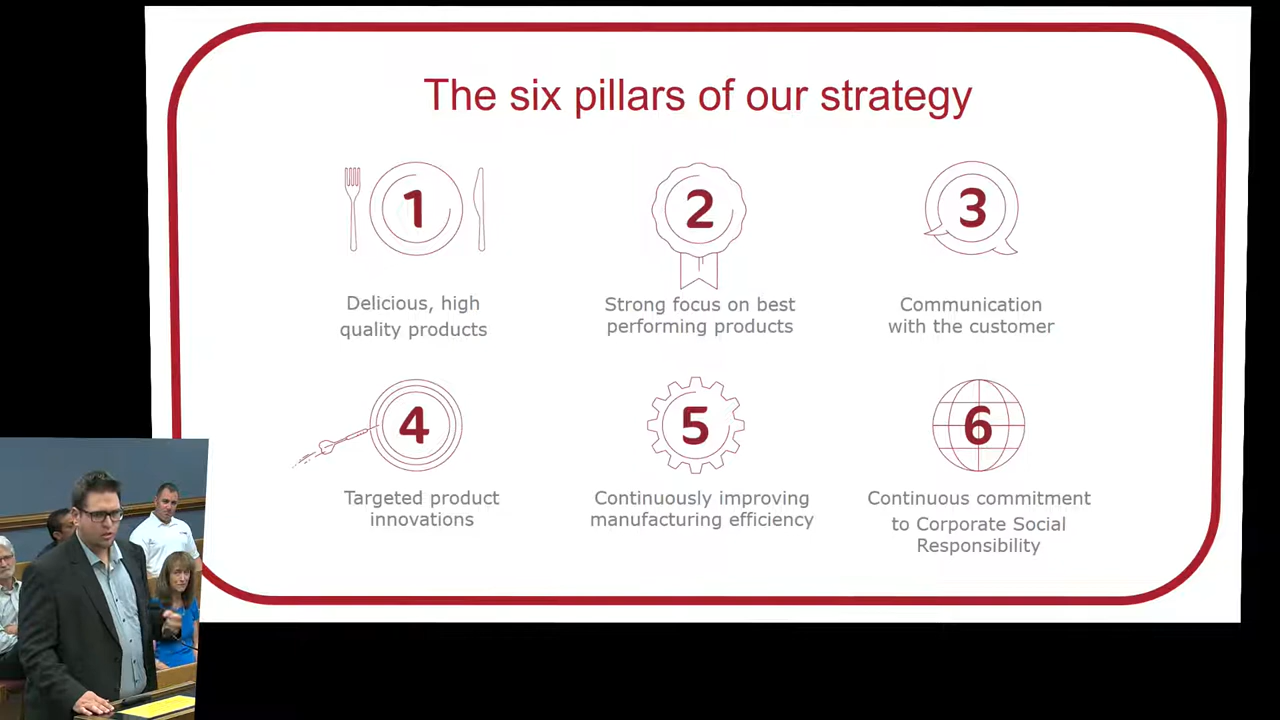 The six pillars of our strategy
1
2
3
Delicious, high
quality products
Strong focus on best
performing products
Communication
with the customer
4
5
6
Targeted product
innovations
Continuously improving
manufacturing efficiency
Continuous commitment
to Corporate Social
Responsibility